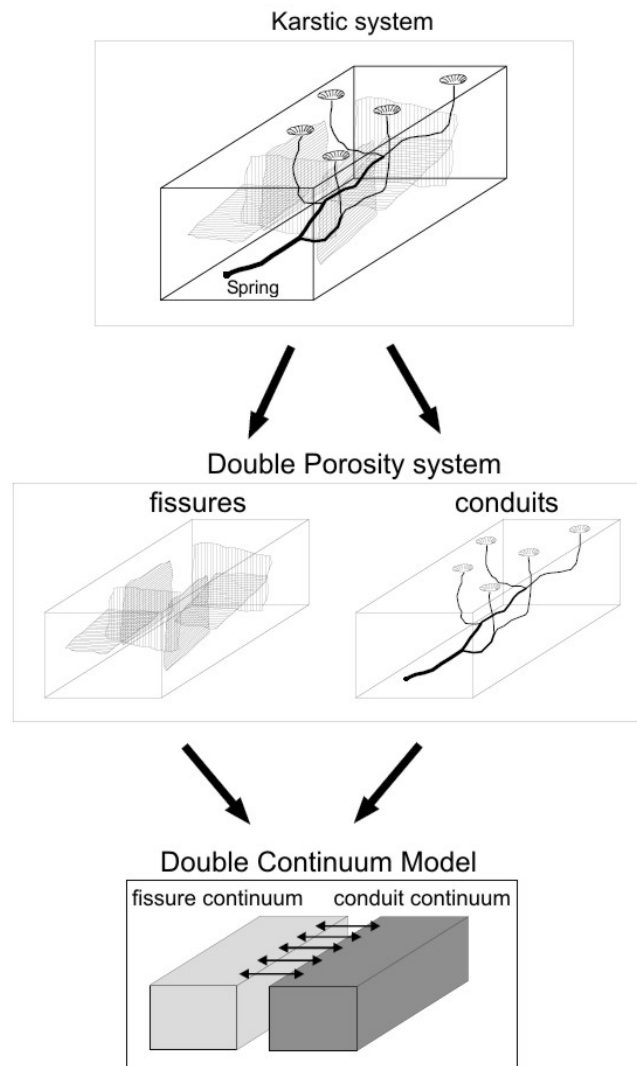 Karstic system
Spring
Double Porosity system
fissures
conduits
Double Continuum Model
fissure continuum
conduit continuum